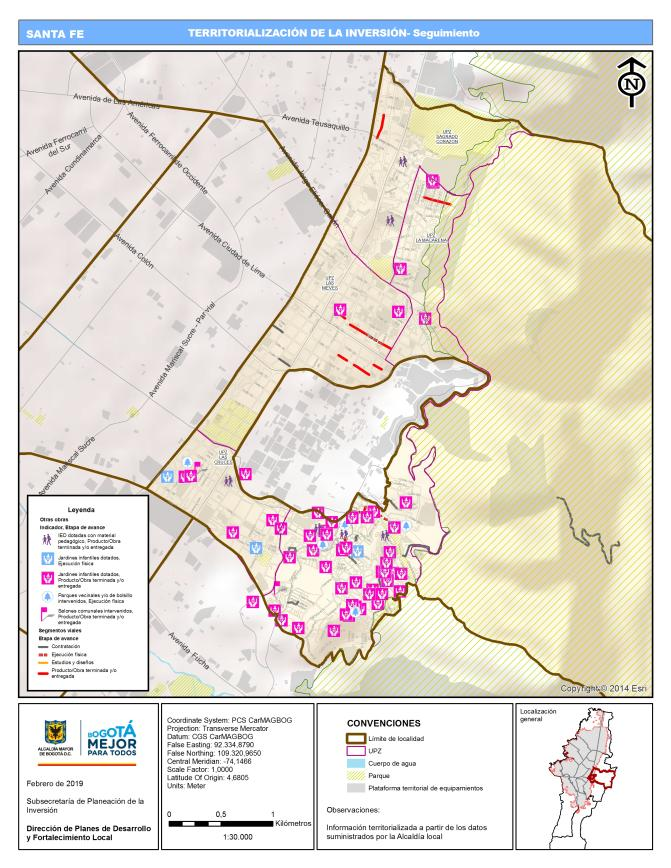 SANTA FE
TERRITORIALIZACIÓN DE LA INVERSIÓN- Seguimiento
N
Avenida de Las Américas
Avenida Teusaquillo
Avenida Ferrocarril
del Sur
Avenida Cundinamarca
Avenida Ferrocarril de Occidente
Avenida Colón
Avenida Ciudad de Lima
Avenida Mariscal Sucre - Par vial
Avenida Mariscal Sucre
Avenida Fucha
UPZ
SAGRADO
CORAZON
UPZ
LA MACARENA
UPZ
LAS
NIEVES
UPZ
LAS
CRUCES
Leyenda
Otras obras
Indicador, Etapa de avance
IED dotadas con material
pedagógico, Producto/Obra
terminada y/o entregada
Jardines infantiles dotados,
Ejecución física
Jardines infantiles dotados,
Producto/Obra terminada y/o
entregada
Parques vecinales y/o de bolsillo
intervenidos, Ejecución física
Salones comunales intervenidos,
Producto/Obra terminada y/o
entregada
Segmentos viales
Etapa de avance
Contratación
Ejecución física
Estudios y diseños
Producto/Obra terminada y/o
entregada
Copyright:© 2014 Esri
ALCALDÍA MAYOR
DE BOGOTÁ D.C.
BOGOTÁ
MEJOR
PARA TODOS
Febrero de 2019
Subsecretaría de Planeación de la
Inversión
Dirección de Planes de Desarrollo
y Fortalecimiento Local
Coordinate System: PCS CarMAGBOG
Projection: Transverse Mercator
Datum: CGS CarMAGBOG
False Easting: 92.334,8790
False Northing: 109.320,9650
Central Meridian: -74,1466
Scale Factor: 1,0000
Latitude Of Origin: 4,6805
Units: Meter
0 0,5 1
Kilómetros
1:30.000
CONVENCIONES
Límite de localidad
UPZ
Cuerpo de agua
Parque
Plataforma territorial de equipamientos
Observaciones:
Información territorializada a partir de los datos
suministrados por la Alcaldía local
Localización
general